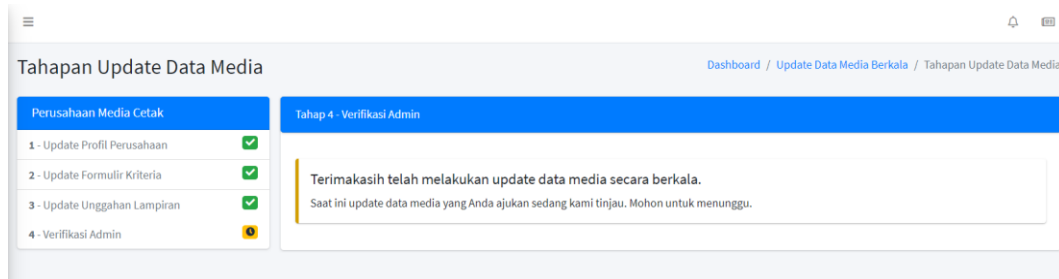 Tahapan Update Data Media
Dashboard / Update Data Media Berkala / Tahapan Update Data Media
Perusahaan Media Cetak
1 - Update Profil Perusahaan
2 - Update Formulir Kriteria
3 - Update Unggahan Lampiran
4 - Verifikasi Admin
Tahap 4 - Verifikasi Admin
Terimakasih telah melakukan update data media secara berkala.
Saat ini update data media yang Anda ajukan sedang kami tinjau. Mohon untuk menunggu.